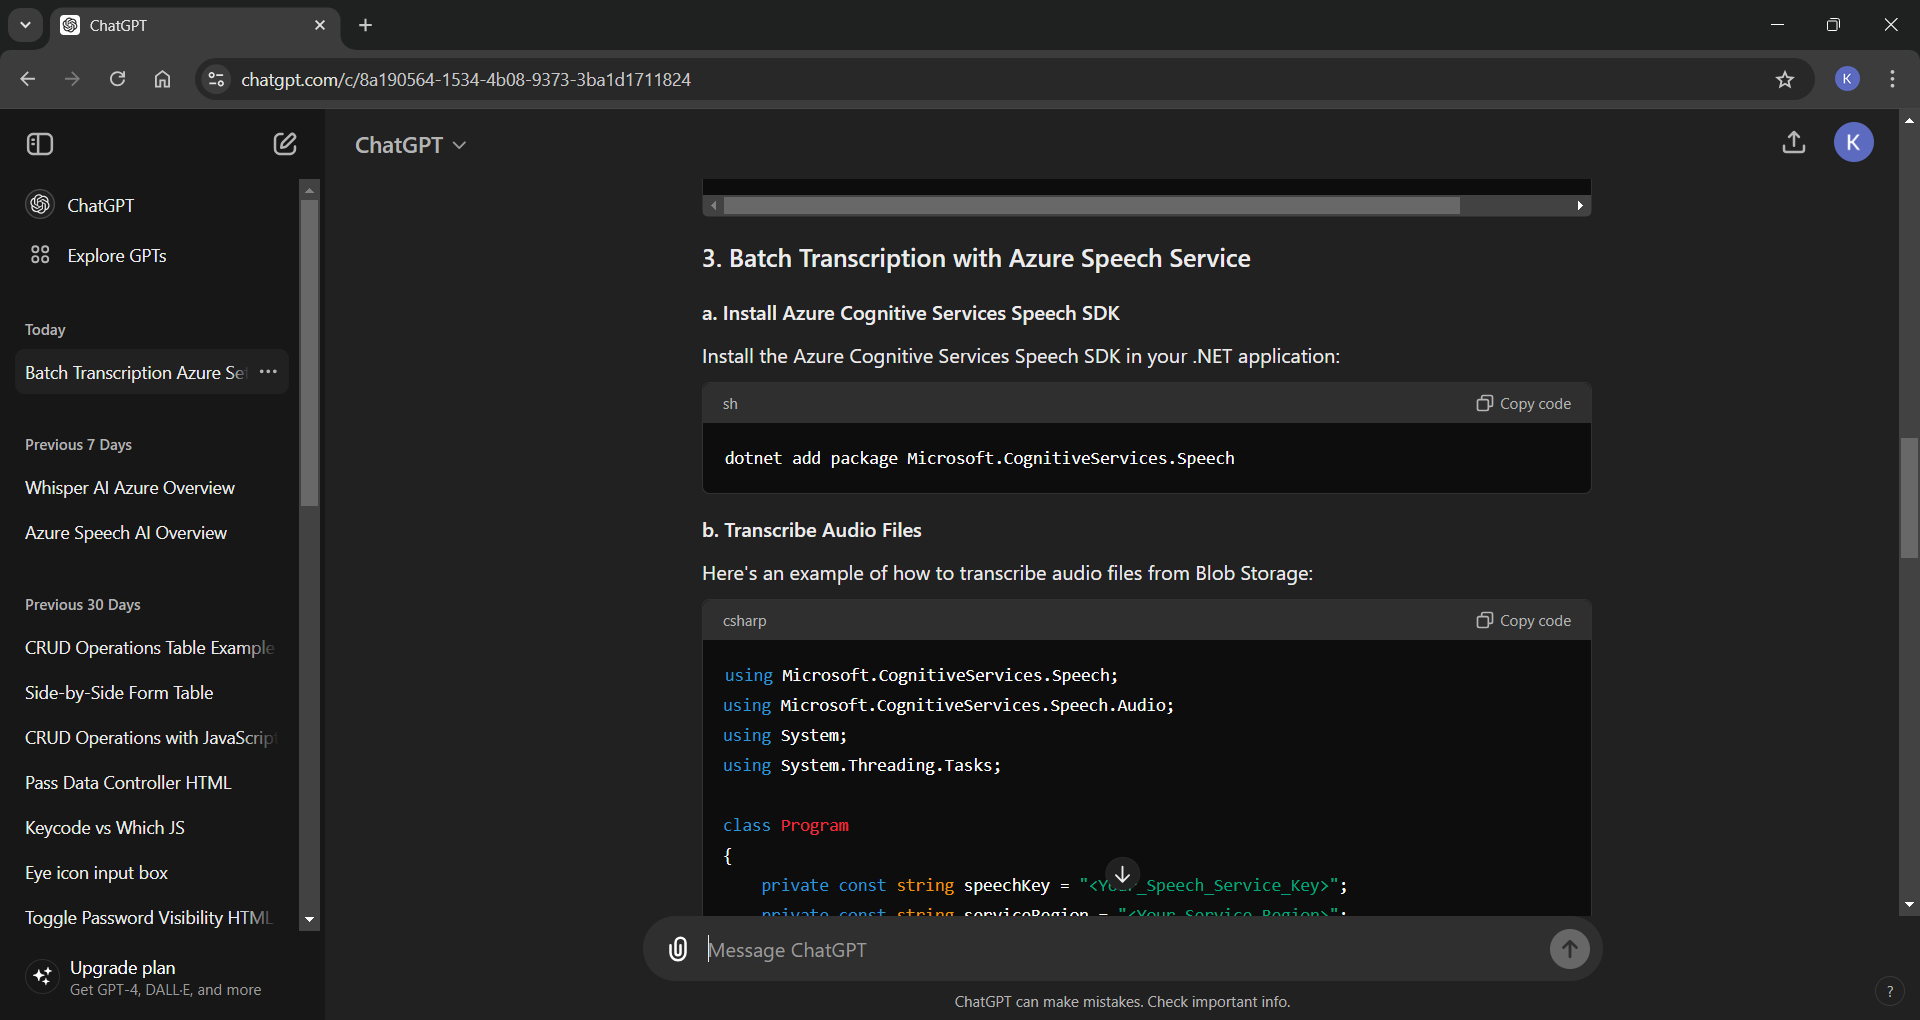 ChatGPT
chatgpt.com/c/8a190564-1534-4b08-9373-3ba1d1711824
K
ChatGPT
K
ChatGPT
Explore GPTs
Today
Batch Transcription Azure Se
Previous 7 Days
Whisper AI Azure Overview
Azure Speech AI Overview
Previous 30 Days
CRUD Operations Table Example
Side-by-Side Form Table
CRUD Operations with JavaScrip
Pass Data Controller HTML
Keycode vs Which JS
Eye icon input box
Toggle Password Visibility HTML
Upgrade plan
Get GPT-4, DALL·E, and more
3. Batch Transcription with Azure Speech Service
a. Install Azure Cognitive Services Speech SDK
Install the Azure Cognitive Services Speech SDK in your .NET application:
sh Copy code
dotnet add package Microsoft.CognitiveServices.Speech
b. Transcribe Audio Files
Here's an example of how to transcribe audio files from Blob Storage:
csharp Copy code
using Microsoft.CognitiveServices.Speech;
using Microsoft.CognitiveServices.Speech.Audio;
using System;
using System.Threading.Tasks;
class Program
{
private const string speechKey = "<Your_Speech_Service_Key>";
private const string serviceRegion = "<Your_Service_Region>";
Message ChatGPT
ChatGPT can make mistakes. Check important info.
?